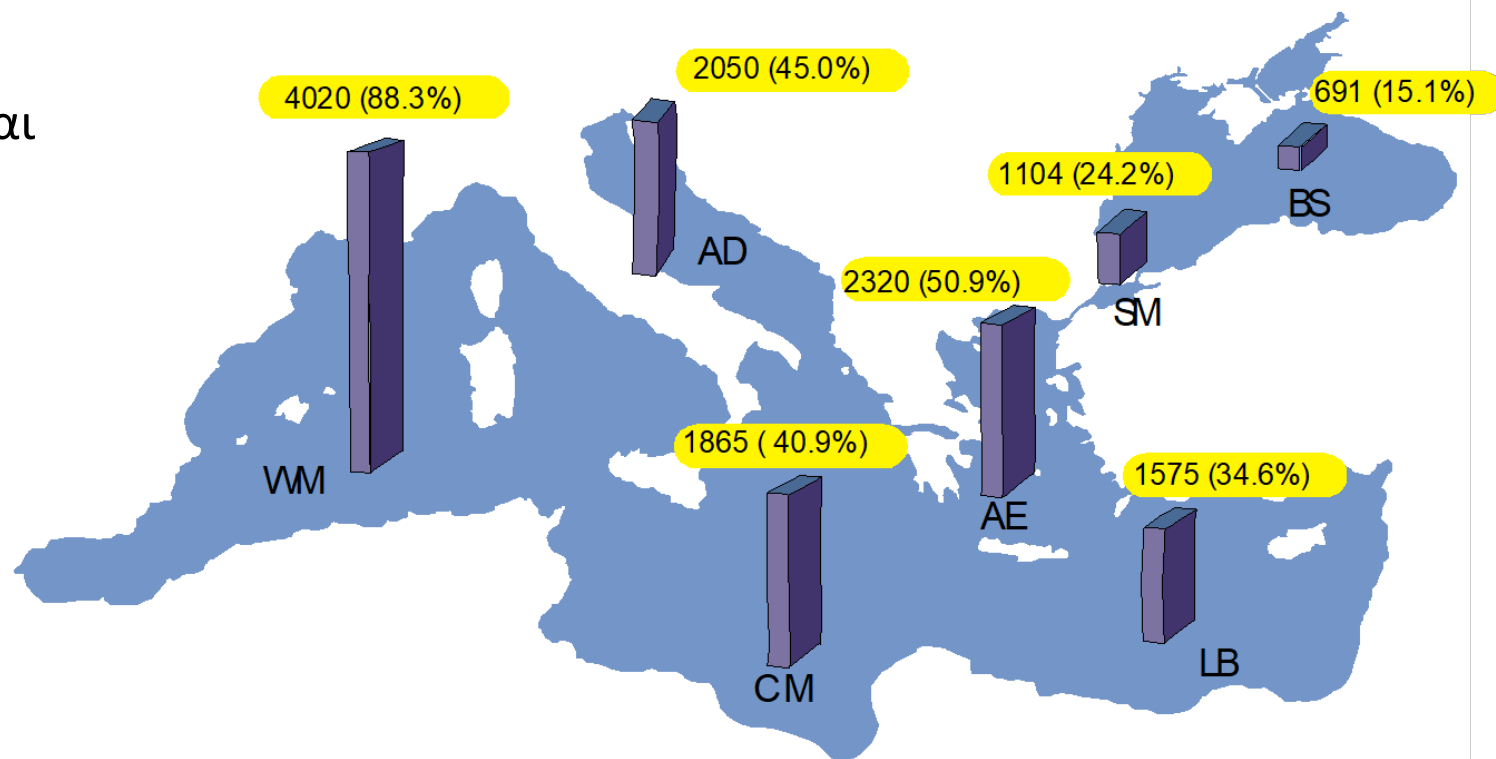 αι
4020 (88.3%)
2050 (45.0%)
691 (15.1%)
1104 (24.2%)
BS
AD
2320 (50.9%)
SM
1865 ( 40.9%)
1575 (34.6%)
WM
AE
LB
CM